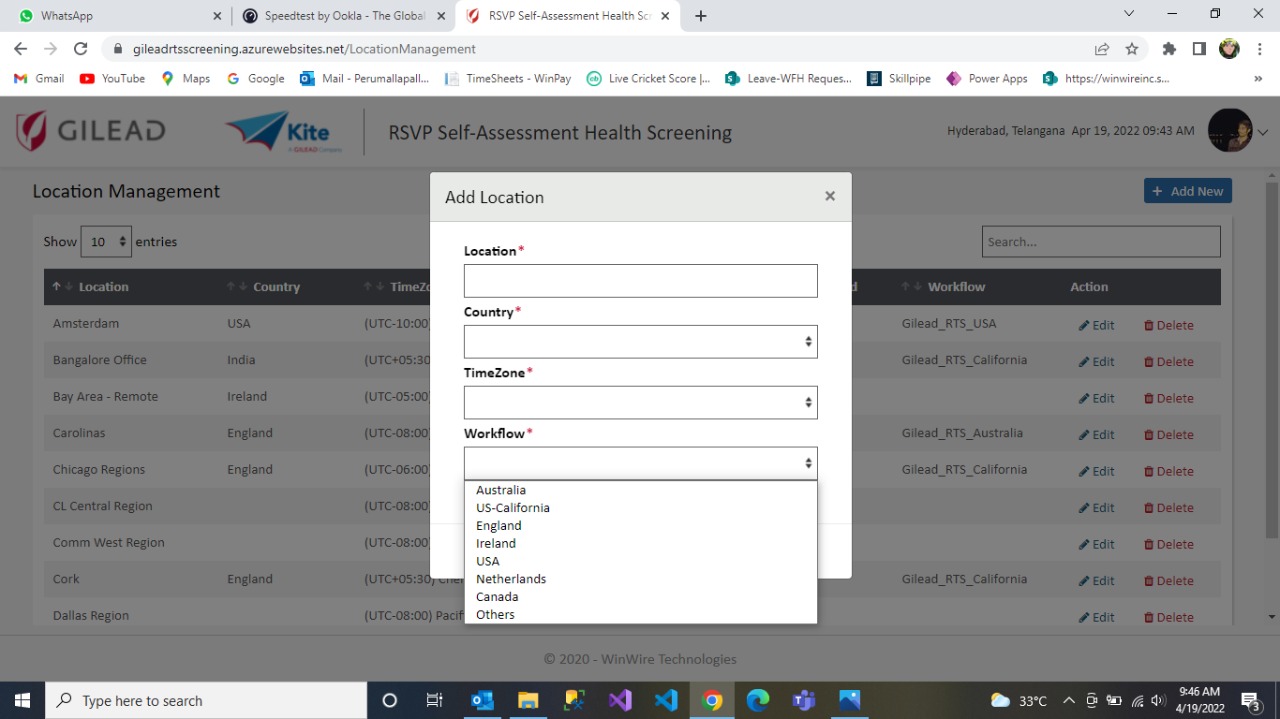 WhatsApp
Speedtest by Ookla - The Global
RSVP Self-Assessment Health Scr
gileadrtsscreening.azurewebsites.net/LocationManagement
Gmail YouTube Maps Google Mail - Perumallapall... TimeSheets - WinPay Live Cricket Score |... Leave-WFH Reques... Skillpipe Power Apps https://winwireinc.s... »
GILEAD Kite RSVP Self-Assessment Health Screening Hyderabad, Telangana Apr 19, 2022 09:43 AM
A GILEAD Company
Location Management + Add New
Add Location ×
Show 10 entries Search...
Location*
Country*
TimeZone*
Workflow*
Australia
US-California
England
Ireland
USA
Netherlands
Canada
Others
Location Country TimeZo d Workflow Action
Amsterdam USA (UTC-10:00) Gilead_RTS_USA Edit Delete
Bangalore Office India (UTC+05:30 Gilead_RTS_California Edit Delete
Bay Area - Remote Ireland (UTC-05:00) Edit Delete
Carolinas England (UTC-08:00) Gilead_RTS_Australia Edit Delete
Chicago Regions England (UTC-06:00) Gilead_RTS_California Edit Delete
CL Central Region (UTC-08:00) Edit Delete
Comm West Region (UTC-08:00) Edit Delete
Cork England (UTC+05:30) Gilead_RTS_California Edit Delete
Dallas Region (UTC-08:00) Pacif Edit Delete
© 2020 - WinWire Technologies
Type here to search 33°C 9:46 AM
4/19/2022 3